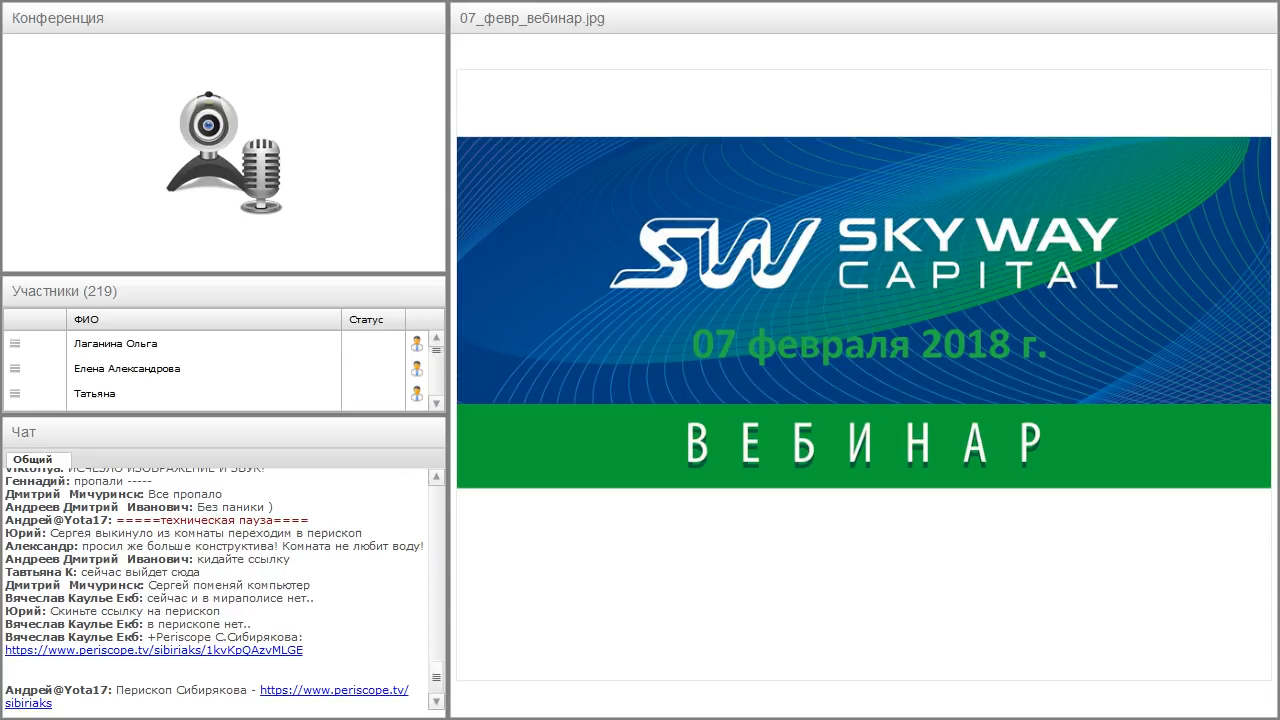 Конференция
Участники (219)
ФИО
Статус
Лаганина Ольга
Елена Александрова
Татьяна
Чат
Общий
Viktoriya: ИСЧЕЗЛО ИЗОБРАЖЕНИЕ И ЗВУК!
Геннадий: пропали -----
Дмитрий Мичуринск: Все пропало
Андреев Дмитрий Иванович: Без паники )
Андрей@Yota17: =====техническая пауза====
Юрий: Сергея выкинуло из комнаты переходим в перископ
Александр: просил же больше конструктива! Комната не любит воду!
Андреев Дмитрий Иванович: кидайте ссылку
Тавтьяна К: сейчас выйдет сюда
Дмитрий Мичуринск: Сергей поменяй компьютер
Вячеслав Каулье Екб: сейчас и в мираполисе нет..
Юрий: Скиньте ссылку на перископ
Вячеслав Каулье Екб: в перископе нет..
Вячеслав Каулье Екб: +Periscope С.Сибирякова:
https://www.periscope.tv/sibiriaks/1kvKpQAzvMLGE
Андрей@Yota17: Перископ Сибирякова - https://www.periscope.tv/
sibiriaks
07_февр_вебинар.jpg
SW SKY WAY
CAPITAL
07 февраля 2018 г.
ВЕБИНАР